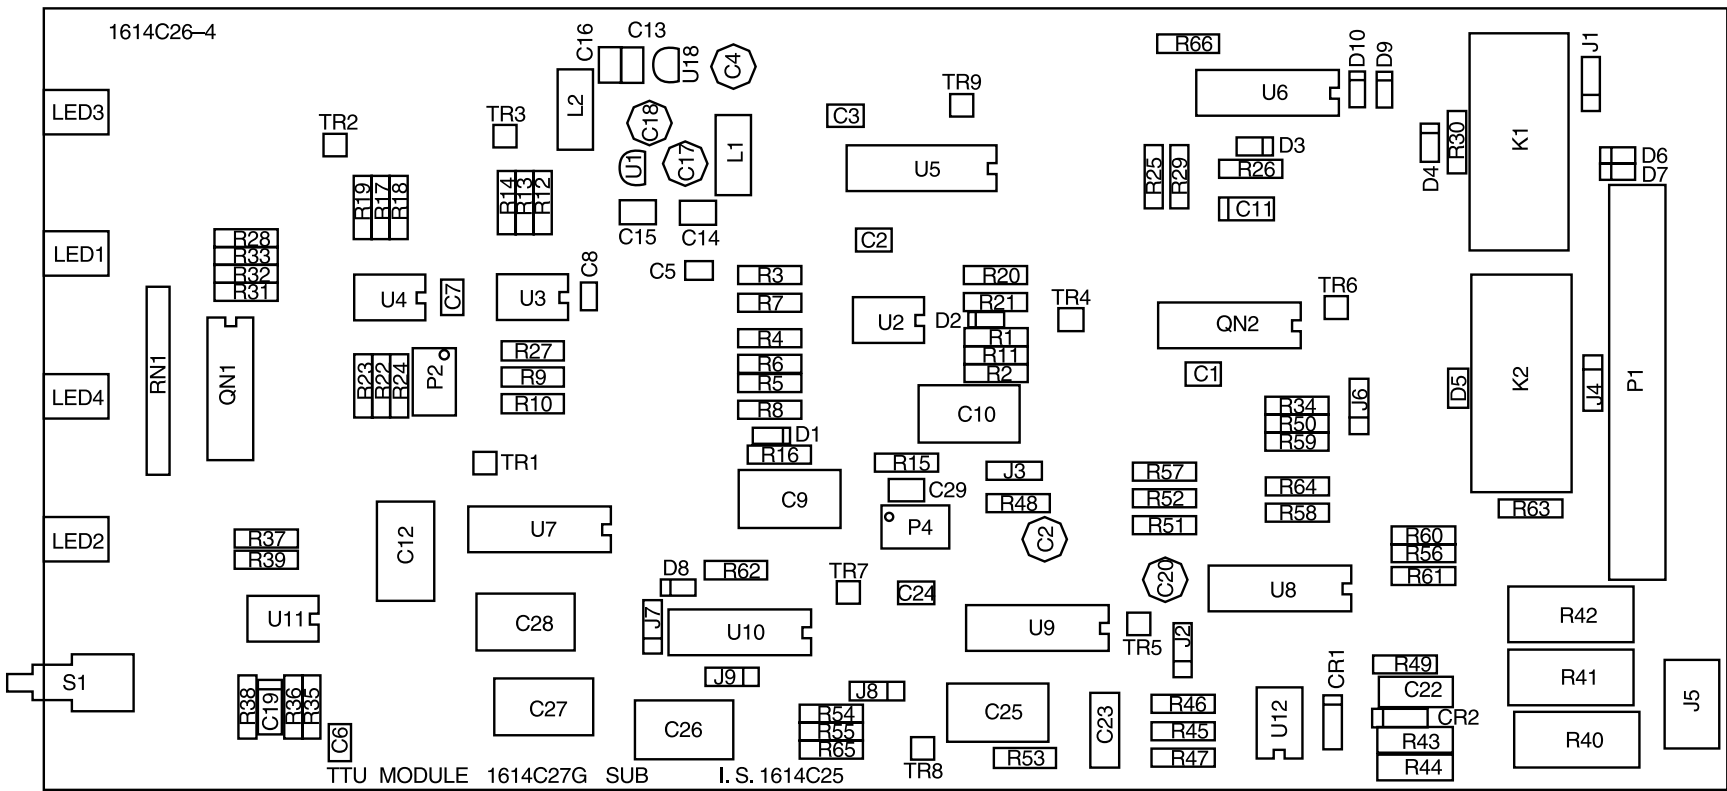 1614C26–4
C16
C13
U18
C4
R66
D10
D9
J1
LED3
TR2
TR3
L2
C18
L1
C3
TR9
U6
K1
R30
D4
U1
C17
U5
R25
R29
D3
R26
C11
D6
D7
R19
R17
R18
R14
R13
R12
C15
C14
C2
LED1
R28
R33
R32
R31
U4
C7
U3
C8
C5
R3
R7
R20
R21
U2
D2
TR4
QN2
TR6
R4
R1
R11
R2
RN1
QN1
R23
R22
R24
P2
R27
R9
R10
R6
R5
R8
C10
C1
K2
D5
J4
P1
LED4
R34
R50
R59
J6
D1
R16
TR1
R15
J3
C29
R48
C9
R57
R52
R51
R64
R58
R63
LED2
R37
R39
C12
U7
P4
C2
R60
R56
R61
D8
R62
TR7
C24
C20
U8
U11
C28
J7
U10
U9
TR5
J2
R42
S1
J9
J8
CR1
R49
R41
J5
R38
C19
R36
R35
C6
C27
C26
R54
R55
R65
C25
C23
R46
R45
R47
U12
C22
CR2
R43
R44
R40
TR8
R53
TTU MODULE 1614C27G SUB I. S. 1614C25